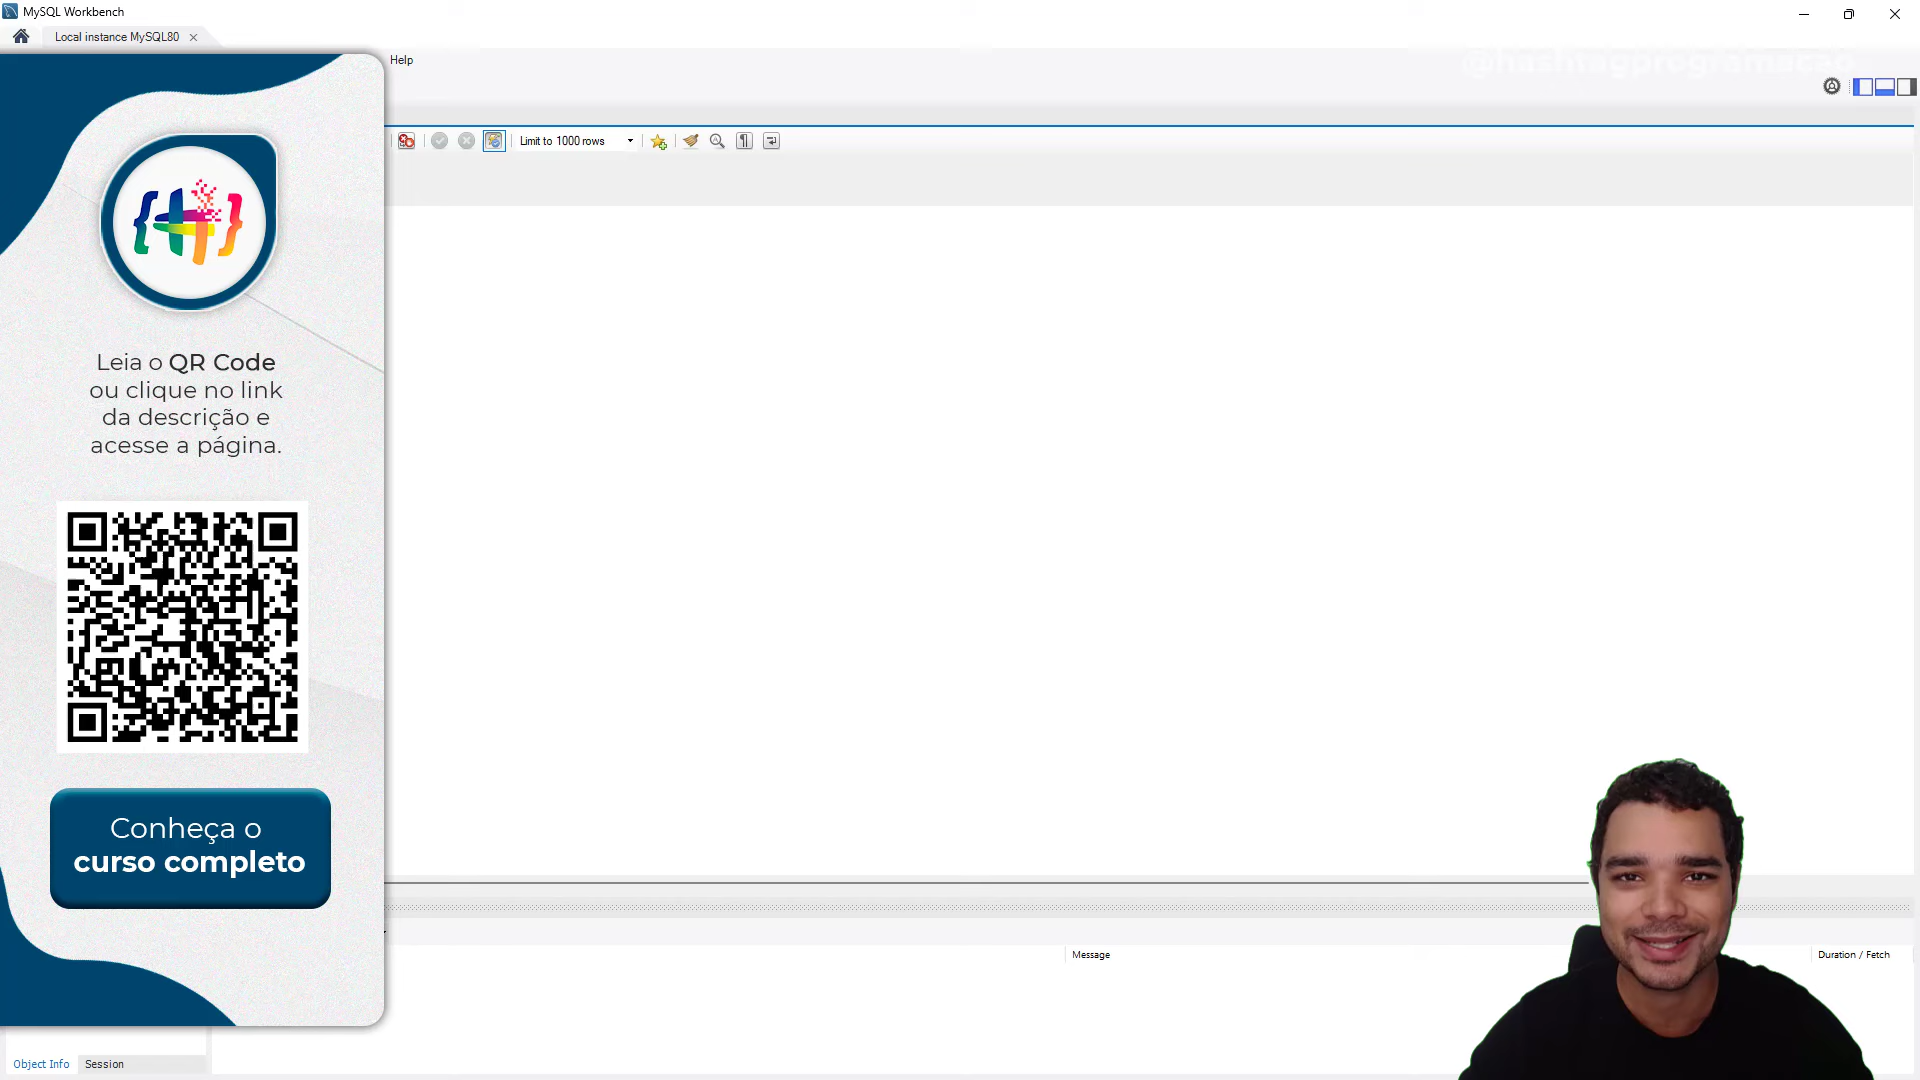 MySQL Workbench
Local instance MySQL80
Help
Limit to 1000 rows
Leia o QR Code
ou clique no link
da descrição e
acesse a página.
Conheça o
curso completo
Message
Duration / Fetch
Object Info
Session